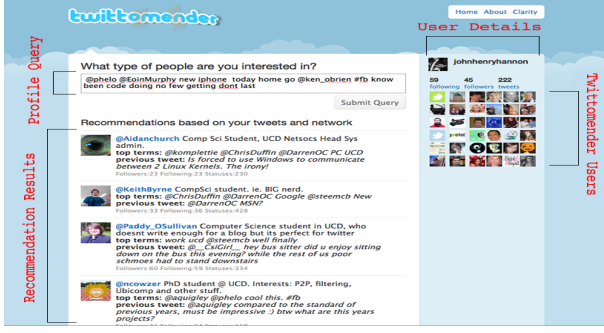 twittomender
Home About Clarity
User Details
Profile Query
What type of people are you interested in?
@phelo @EoinMurphy new iphone today home go @ken_obrien #fb know
been code doing no few getting dont last
Submit Query
johnhenryhannon
59 45 222
following followers tweets
Twittomender Users
Recommendation Results
Recommendations based on your tweets and network
@Aidanchurch Comp Sci Student, UCD Netsocs Head Sys
admin.
top terms: @komplettie @ChrisDuffin @DarrenOC PC UCD
previous tweet: Is forced to use Windows to communicate
between 2 Linux Kernels. The irony!
Followers:23 Following:23 Statuses:230
@KeithByrne CompSci student. ie. BIG nerd.
top terms: @ChrisDuffin @DarrenOC Google @steemcb New
previous tweet: @DarrenOC MSN?
Followers:33 Following:36 Statuses:428
@Paddy_OSullivan Computer Science student in UCD, who
doesnt write enough for a blog but its perfect for twitter
top terms: work ucd @steemcb well finally
previous tweet: @__CsiGirl__ hey bus sitter did u enjoy sitting
down on the bus this evening? while the rest of us poor
schmoes had to stand downstairs
Followers:60 Following:59 Statuses:334
@ncowzer PhD student @ UCD. Interests: P2P, filtering,
Ubicomp and other stuff.
top terms: @aquigley @phelo cool this. #fb
previous tweet: @aquigley compared to the standard of
previous years, must be impressive :) btw what are this years
projects?